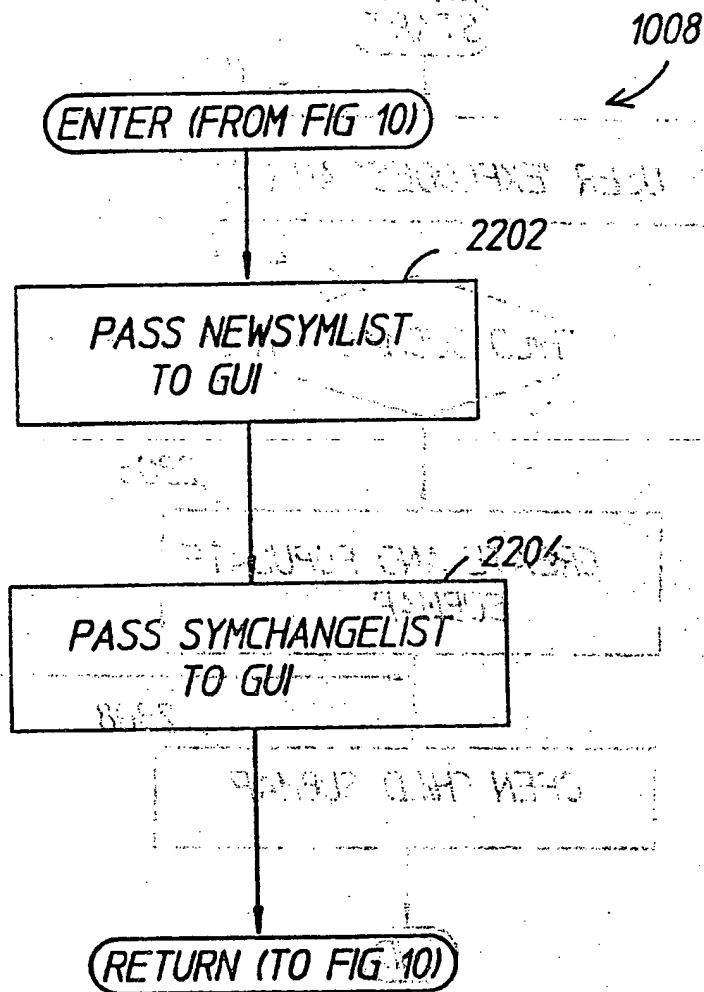 1008
ENTER (FROM FIG 10)
2202
PASS NEWSYMLIST
TO GUI
2204
PASS SYMCHANGELIST
TO GUI
RETURN (TO FIG 10)